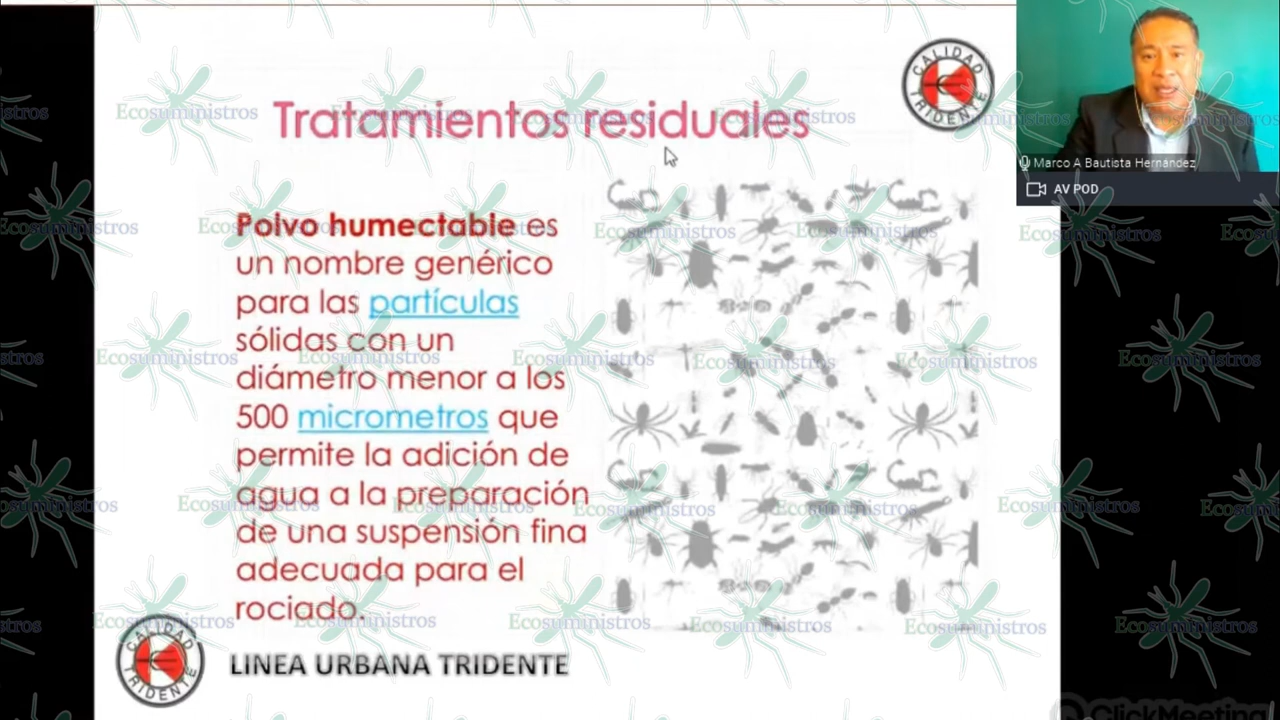 Tratamientos residuales
CALIDAD
TRIDENTE
Marco A Bautista Hernández
AV POD
Polvo humectable es
un nombre genérico
para las partículas
sólidas con un
diámetro menor a los
500 micrometros que
permite la adición de
agua a la preparación
de una suspensión fina
adecuada para el
rociado.
CALIDAD
TRIDENTE
LINEA URBANA TRIDENTE
Ecosuministros
ClickMeeting